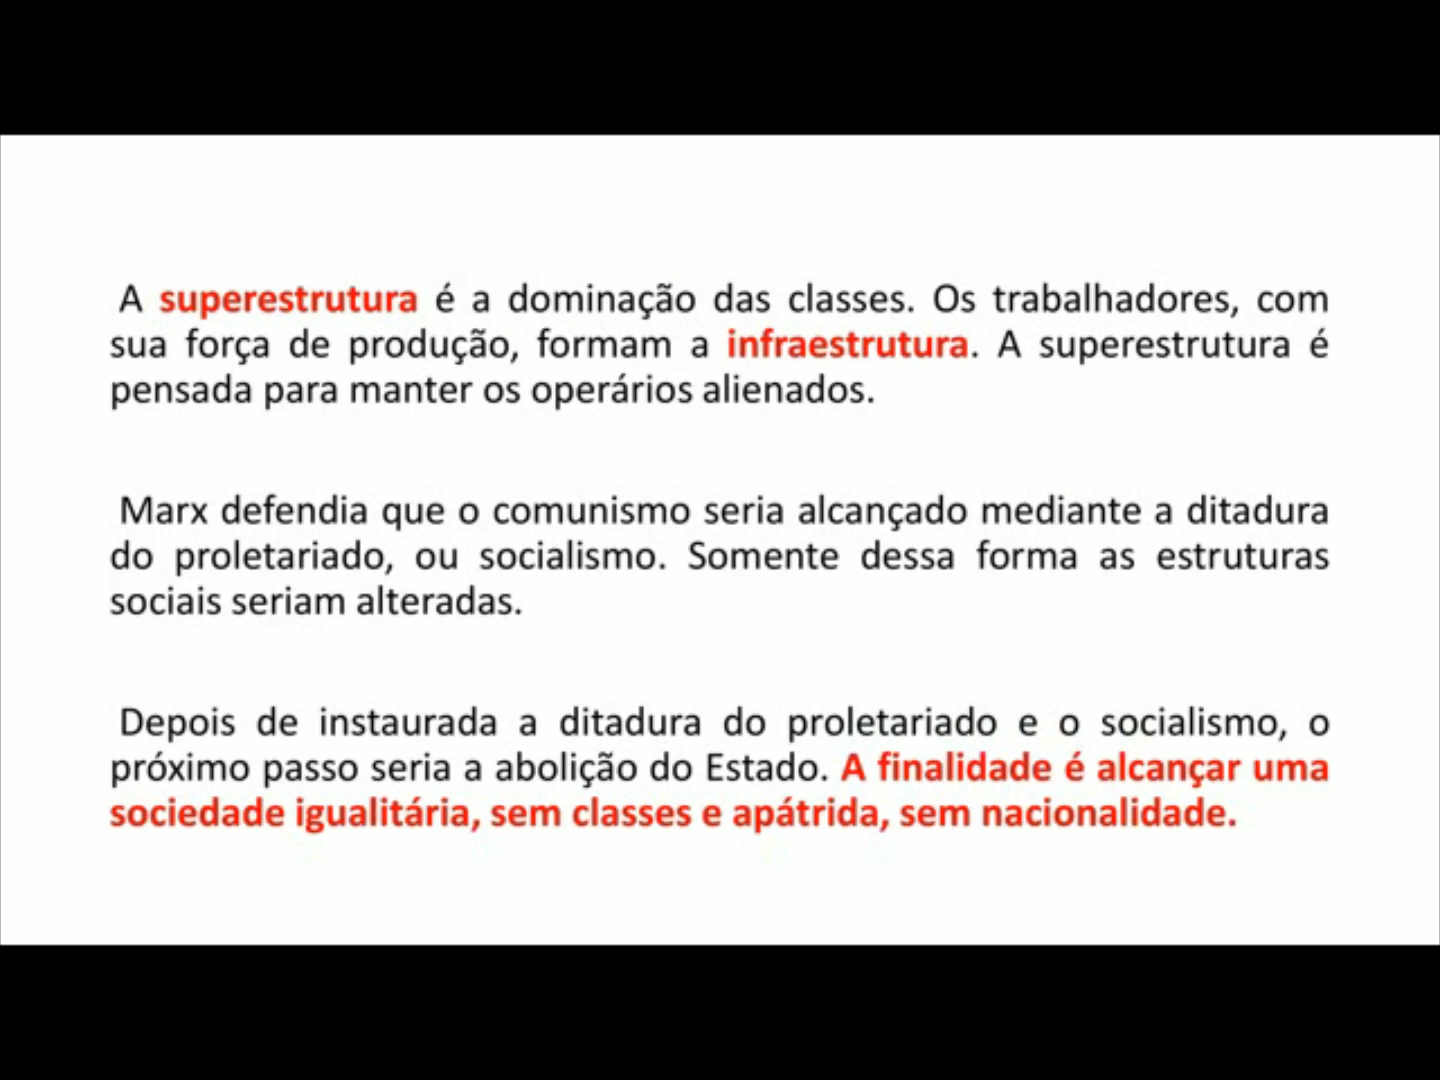 A superestrutura é a dominação das classes. Os trabalhadores, com
sua força de produção, formam a infraestrutura. A superestrutura é
pensada para manter os operários alienados.
Marx defendia que o comunismo seria alcançado mediante a ditadura
do proletariado, ou socialismo. Somente dessa forma as estruturas
sociais seriam alteradas.
Depois de instaurada a ditadura do proletariado e o socialismo, o
próximo passo seria a abolição do Estado. A finalidade é alcançar uma
sociedade igualitária, sem classes e apátrida, sem nacionalidade.